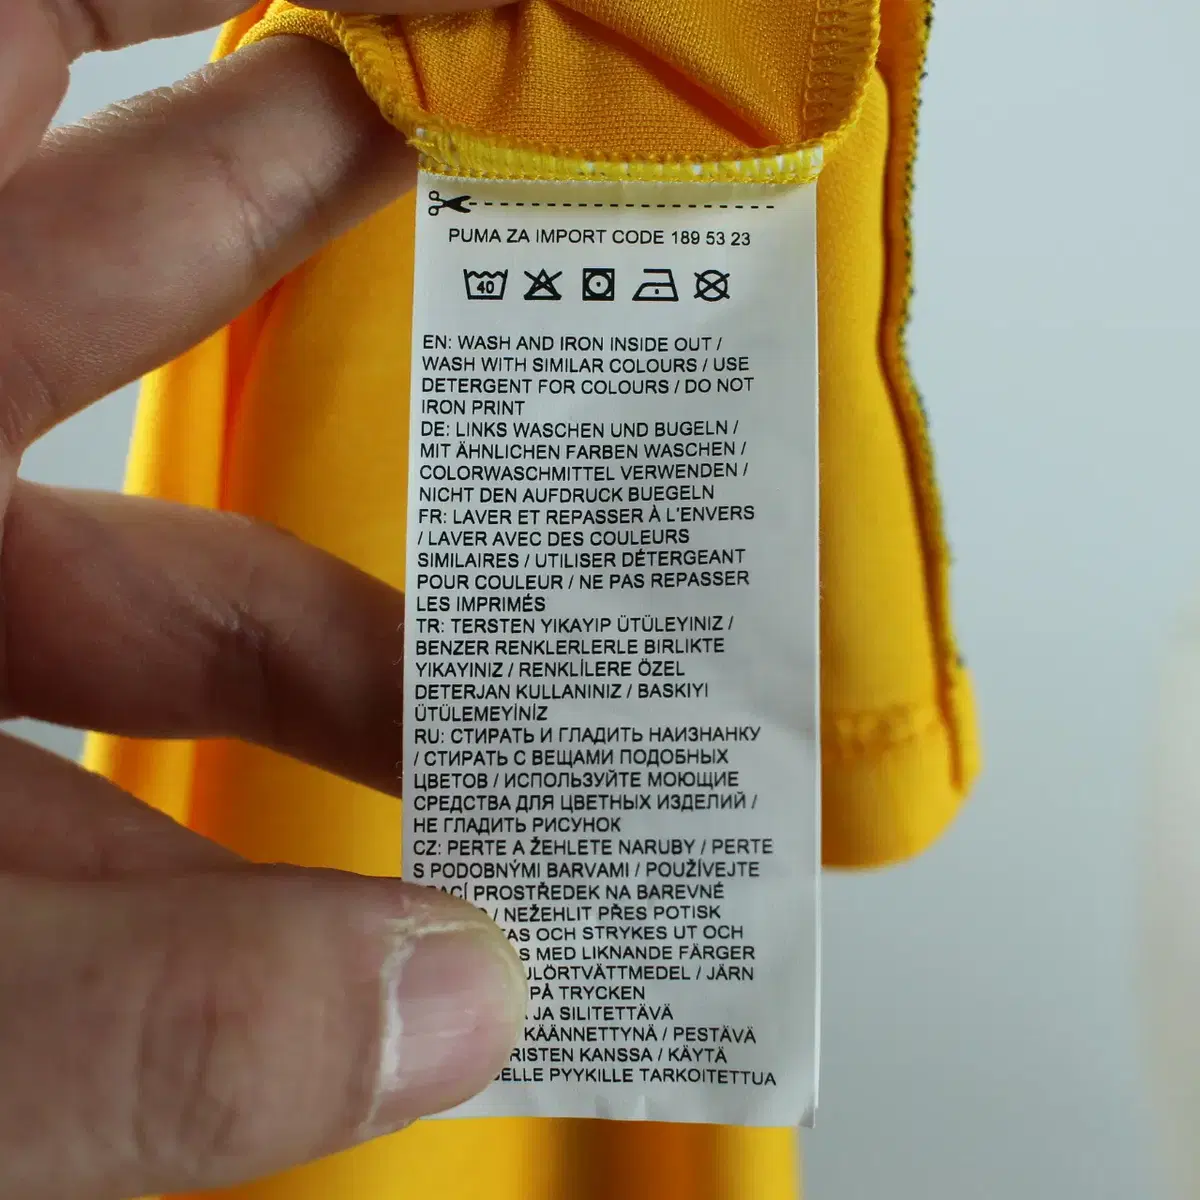 PUMA ZA IMPORT CODE 189 53 23
40
EN: WASH AND IRON INSIDE OUT /
WASH WITH SIMILAR COLOURS / USE
DETERGENT FOR COLOURS / DO NOT
IRON PRINT
DE: LINKS WASCHEN UND BUGELN /
MIT ÄHNLICHEN FARBEN WASCHEN /
COLORWASCHMITTEL VERWENDEN /
NICHT DEN AUFDRUCK BUEGELN
FR: LAVER ET REPASSER À L'ENVERS
/ LAVER AVEC DES COULEURS
SIMILAIRES / UTILISER DÉTERGEANT
POUR COULEUR / NE PAS REPASSER
LES IMPRIMÉS
TR: TERSTEN YIKAYIP ÜTÜLEYINIZ /
BENZER RENKLERLERLE BIRLIKTE
YIKAYINIZ / RENKLİLERE ÖZEL
DETERJAN KULLANINIZ / BASKIYI
ÜTÜLEMEYİNİZ
RU: СТИРАТЬ И ГЛАДИТЬ НАИЗНАНКУ
/ СТИРАТЬ С ВЕЩАМИ ПОДОБНЫХ
ЦВЕТОВ / ИСПОЛЬЗУЙТЕ МОЮЩИЕ
СРЕДСТВА ДЛЯ ЦВЕТНЫХ ИЗДЕЛИЙ /
НЕ ГЛАДИТЬ РИСУНОК
CZ: PERTE A ŽEHLETE NARUBY / PERTE
S PODOBNÝMI BARVAMI / POUŽÍVEJTE
PROSTŘEDEK NA BAREVNÉ
/ NEŽEHLIT PŘES POTISK
OCH STRYKES UT OCH
MED LIKNANDE FÄRGER
/ JÄRN
PÅ TRYCKEN
JA SILITETTÄVÄ
KÄÄNNETTYNÄ / PESTÄVÄ
KANSSA / KÄYTÄ
PYYKILLE TARKOITETTUA